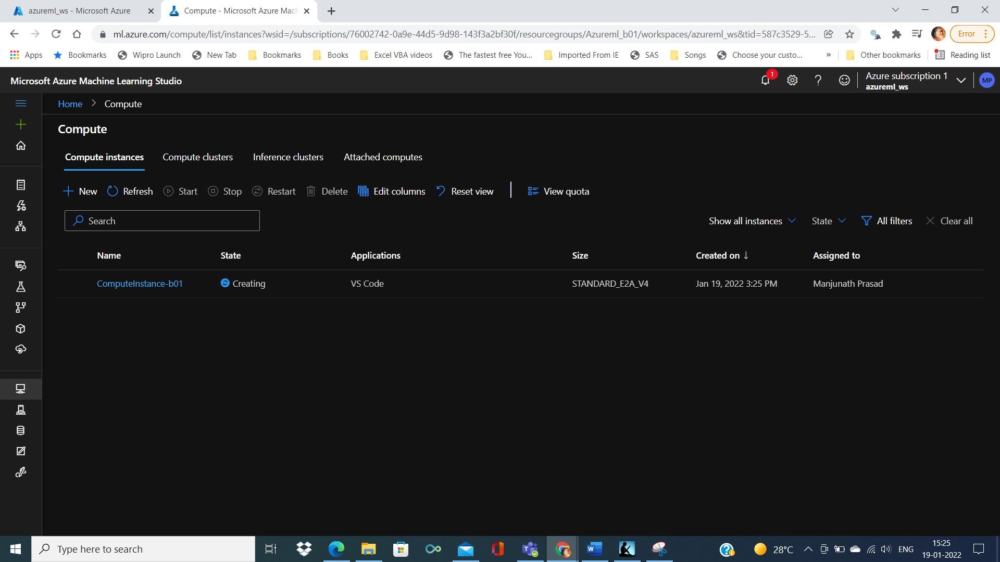 azureml_ws - Microsoft Azure
Compute - Microsoft Azure Mach
ml.azure.com/compute/list/instances?wsid=/subscriptions/76002742-0a9e-44d5-9d98-143f3a2bf30f/resourcegroups/Azureml_b01/workspaces/azureml_ws&tid=587c3529-5...
Error
Apps
Bookmarks
Wipro Launch
New Tab
Bookmarks
Books
Excel VBA videos
The fastest free You...
Imported From IE
SAS
Songs
Choose your custo...
»
Other bookmarks
Reading list
Microsoft Azure Machine Learning Studio
1
Azure subscription 1
azureml_ws
MP
Home > Compute
Compute
Compute instances
Compute clusters
Inference clusters
Attached computes
New
Refresh
Start
Stop
Restart
Delete
Edit columns
Reset view
View quota
Search
Show all instances
State
All filters
Clear all
Name State Applications Size Created on ↓ Assigned to
ComputeInstance-b01 Creating VS Code STANDARD_E2A_V4 Jan 19, 2022 3:25 PM Manjunath Prasad
Type here to search
28°C
ENG
15:25
19-01-2022